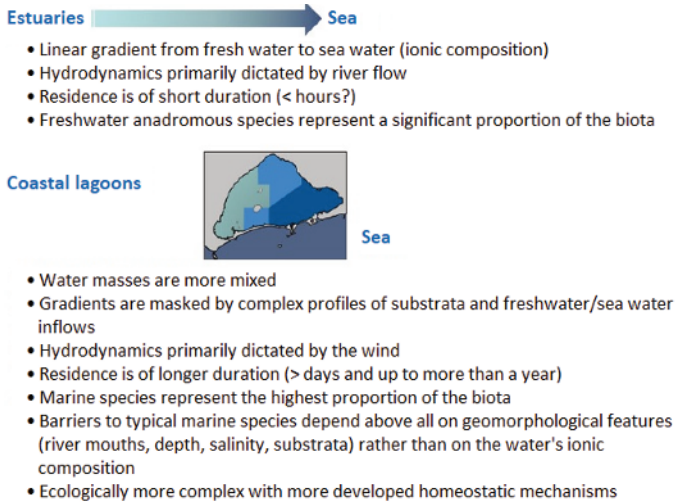 Estuaries Sea
• Linear gradient from fresh water to sea water (ionic composition)
• Hydrodynamics primarily dictated by river flow
• Residence is of short duration (< hours?)
• Freshwater anadromous species represent a significant proportion of the biota
Coastal lagoons
Sea
• Water masses are more mixed
• Gradients are masked by complex profiles of substrata and freshwater/sea water
inflows
• Hydrodynamics primarily dictated by the wind
• Residence is of longer duration (> days and up to more than a year)
• Marine species represent the highest proportion of the biota
• Barriers to typical marine species depend above all on geomorphological features
(river mouths, depth, salinity, substrata) rather than on the water's ionic
composition
• Ecologically more complex with more developed homeostatic mechanisms